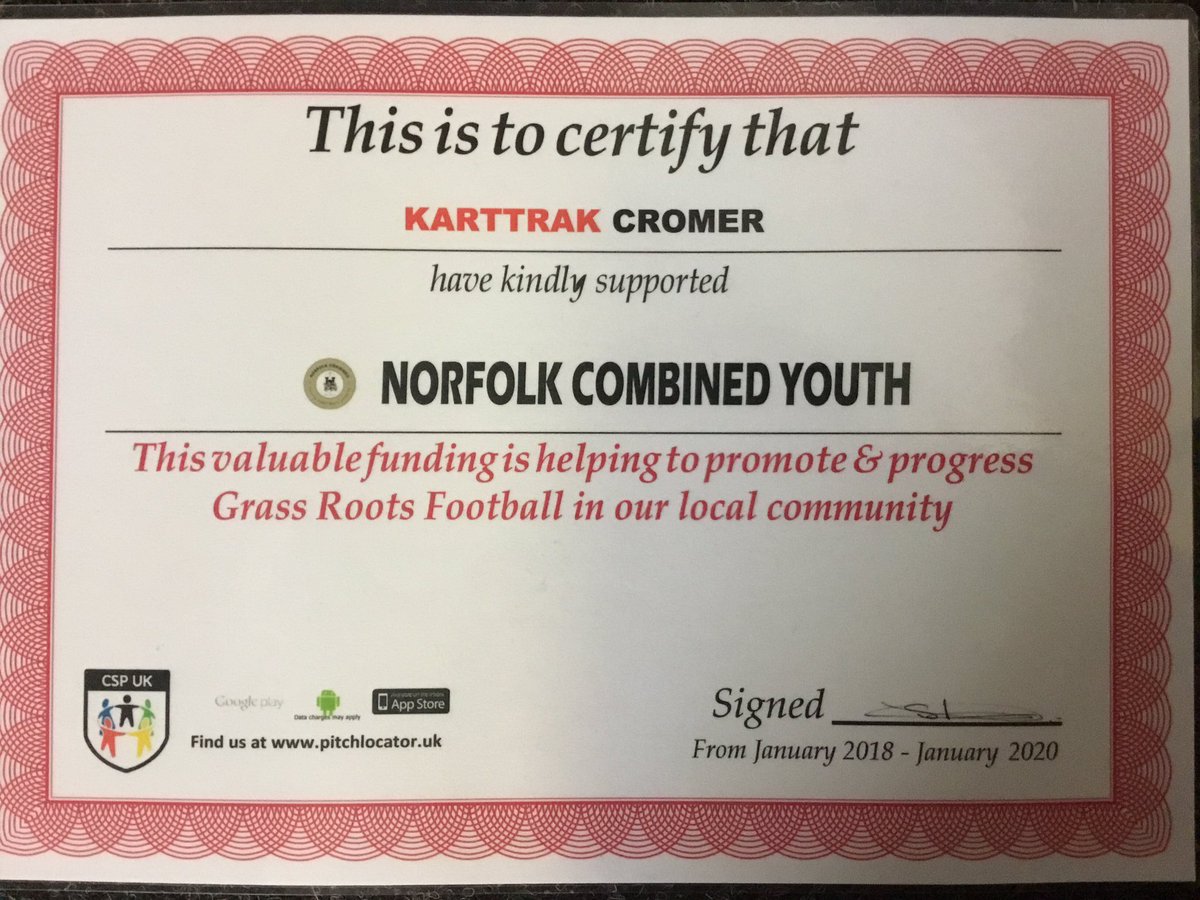 This is to certify that
KARTTRAK CROMER
have kindly supported
NORFOLK COMBINED YOUTH
This valuable funding is helping to promote & progress
Grass Roots Football in our local community
CSP UK
Google play
Data charges may apply
App Store
Find us at www.pitchlocator.uk
Signed
From January 2018 - January 2020